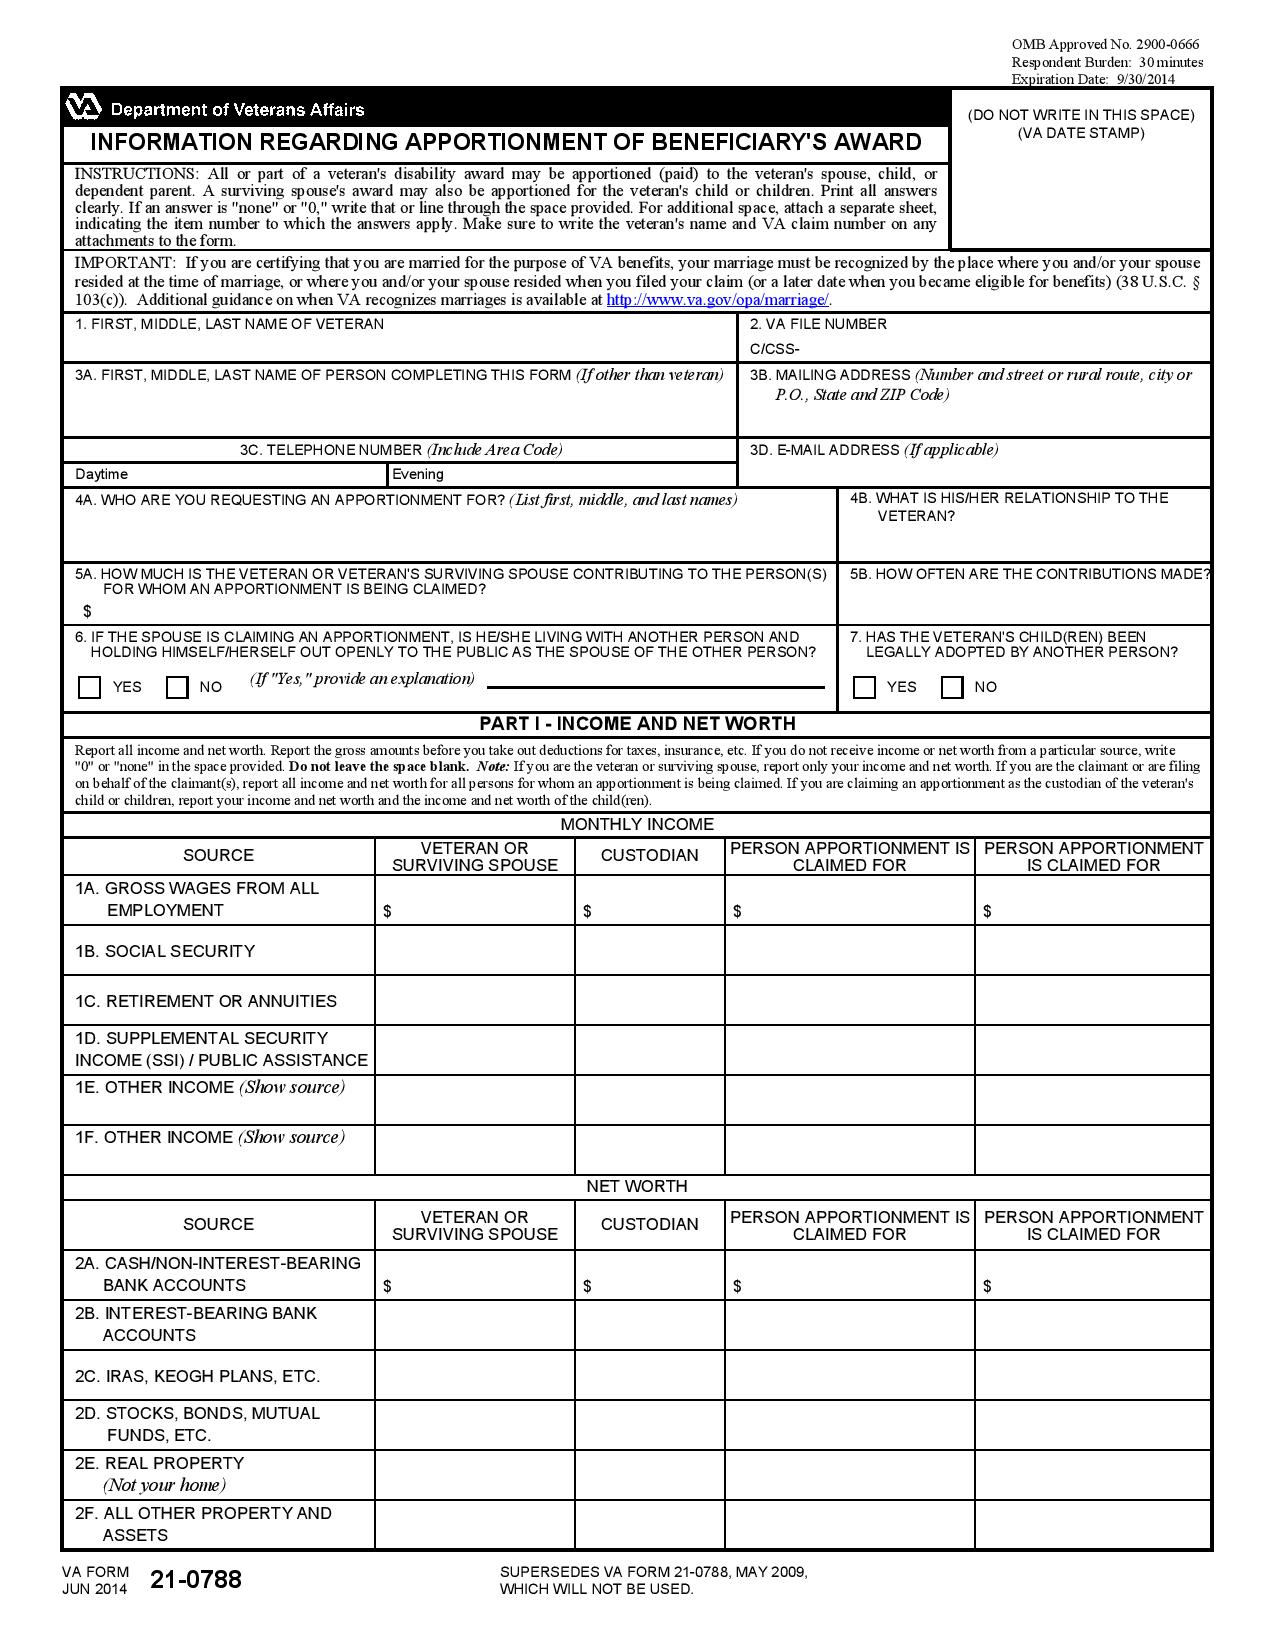 OMB Approved No. 2900-0666
Respondent Burden: 30 minutes
Expiration Date: 9/30/2014
VA Department of Veterans Affairs
(DO NOT WRITE IN THIS SPACE)
(VA DATE STAMP)
INFORMATION REGARDING APPORTIONMENT OF BENEFICIARY'S AWARD
INSTRUCTIONS: All or part of a veteran's disability award may be apportioned (paid) to the veteran's spouse, child, or
dependent parent. A surviving spouse's award may also be apportioned for the veteran's child or children. Print all answers
clearly. If an answer is "none" or "0," write that or line through the space provided. For additional space, attach a separate sheet,
indicating the item number to which the answers apply. Make sure to write the veteran's name and VA claim number on any
attachments to the form.
IMPORTANT: If you are certifying that you are married for the purpose of VA benefits, your marriage must be recognized by the place where you and/or your spouse
resided at the time of marriage, or where you and/or your spouse resided when you filed your claim (or a later date when you became eligible for benefits) (38 U.S.C. §
103(c)). Additional guidance on when VA recognizes marriages is available at http://www.va.gov/opa/marriage/.
1. FIRST, MIDDLE, LAST NAME OF VETERAN
2. VA FILE NUMBER
C/CSS-
3A. FIRST, MIDDLE, LAST NAME OF PERSON COMPLETING THIS FORM (If other than veteran)
3B. MAILING ADDRESS (Number and street or rural route, city or
P.O., State and ZIP Code)
3C. TELEPHONE NUMBER (Include Area Code)
3D. E-MAIL ADDRESS (If applicable)
Daytime
Evening
4A. WHO ARE YOU REQUESTING AN APPORTIONMENT FOR? (List first, middle, and last names)
4B. WHAT IS HIS/HER RELATIONSHIP TO THE
VETERAN?
5A. HOW MUCH IS THE VETERAN OR VETERAN'S SURVIVING SPOUSE CONTRIBUTING TO THE PERSON(S)
FOR WHOM AN APPORTIONMENT IS BEING CLAIMED?
$
5B. HOW OFTEN ARE THE CONTRIBUTIONS MADE?
6. IF THE SPOUSE IS CLAIMING AN APPORTIONMENT, IS HE/SHE LIVING WITH ANOTHER PERSON AND
HOLDING HIMSELF/HERSELF OUT OPENLY TO THE PUBLIC AS THE SPOUSE OF THE OTHER PERSON?
YES NO (If "Yes," provide an explanation)
7. HAS THE VETERAN'S CHILD(REN) BEEN
LEGALLY ADOPTED BY ANOTHER PERSON?
YES NO
PART I - INCOME AND NET WORTH
Report all income and net worth. Report the gross amounts before you take out deductions for taxes, insurance, etc. If you do not receive income or net worth from a particular source, write
"0" or "none" in the space provided. Do not leave the space blank. Note: If you are the veteran or surviving spouse, report only your income and net worth. If you are the claimant or are filing
on behalf of the claimant(s), report all income and net worth for all persons for whom an apportionment is being claimed. If you are claiming an apportionment as the custodian of the veteran's
child or children, report your income and net worth and the income and net worth of the child(ren).
MONTHLY INCOME
SOURCE
VETERAN OR
SURVIVING SPOUSE
CUSTODIAN
PERSON APPORTIONMENT IS
CLAIMED FOR
PERSON APPORTIONMENT
IS CLAIMED FOR
1A. GROSS WAGES FROM ALL
EMPLOYMENT
$ $ $ $
1B. SOCIAL SECURITY
1C. RETIREMENT OR ANNUITIES
1D. SUPPLEMENTAL SECURITY
INCOME (SSI) / PUBLIC ASSISTANCE
1E. OTHER INCOME (Show source)
1F. OTHER INCOME (Show source)
NET WORTH
SOURCE
VETERAN OR
SURVIVING SPOUSE
CUSTODIAN
PERSON APPORTIONMENT IS
CLAIMED FOR
PERSON APPORTIONMENT
IS CLAIMED FOR
2A. CASH/NON-INTEREST-BEARING
BANK ACCOUNTS
$ $ $ $
2B. INTEREST-BEARING BANK
ACCOUNTS
2C. IRAS, KEOGH PLANS, ETC.
2D. STOCKS, BONDS, MUTUAL
FUNDS, ETC.
2E. REAL PROPERTY
(Not your home)
2F. ALL OTHER PROPERTY AND
ASSETS
VA FORM
JUN 2014 21-0788
SUPERSEDES VA FORM 21-0788, MAY 2009,
WHICH WILL NOT BE USED.